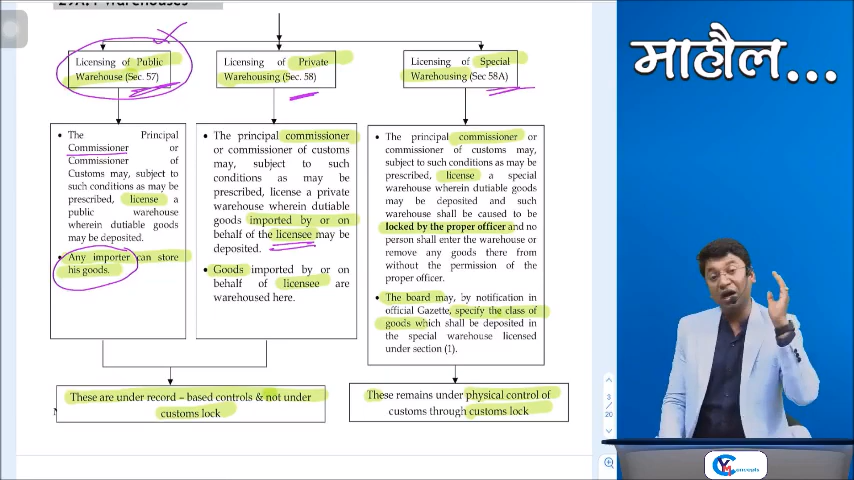 29A.1 Warehouses
Licensing of Public
Warehouse (Sec. 57)
Licensing of Private
Warehousing (Sec. 58)
Licensing of Special
Warehousing (Sec 58A)
• The Principal
Commissioner or
Commissioner of
Customs may, subject to
such conditions as may be
prescribed, license a
public warehouse
wherein dutiable goods
may be deposited.
• Any importer can store
his goods.
• The principal commissioner
or commissioner of customs
may, subject to such
conditions as may be
prescribed, license a private
warehouse wherein dutiable
goods imported by or on
behalf of the licensee may be
deposited.
• Goods imported by or on
behalf of licensee are
warehoused here.
• The principal commissioner or
commissioner of customs may,
subject to such conditions as may be
prescribed, license a special
warehouse wherein dutiable goods
may be deposited and such
warehouse shall be caused to be
locked by the proper officer and no
person shall enter the warehouse or
remove any goods there from
without the permission of the
proper officer.
• The board may, by notification in
official Gazette, specify the class of
goods which shall be deposited in
the special warehouse licensed
under section (1).
These are under record – based controls & not under
customs lock
These remains under physical control of
customs through customs lock
माहौल...
3
/20
Concepts